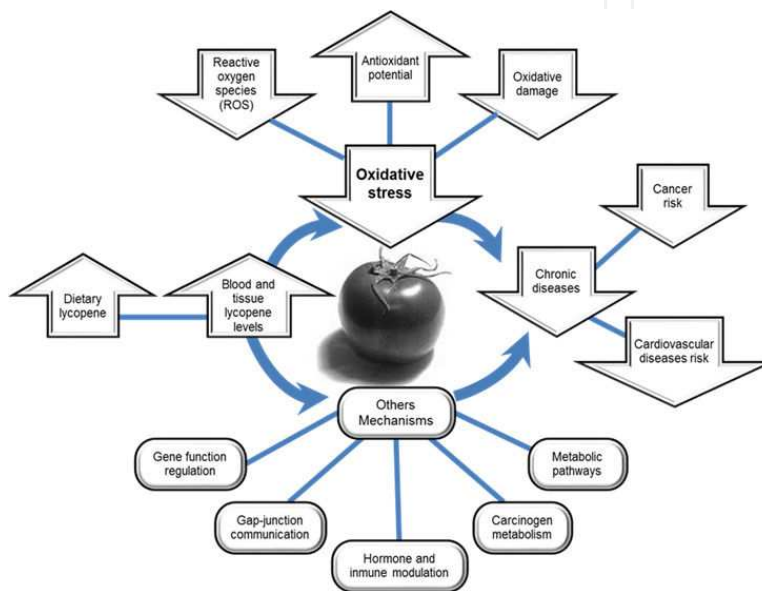 Reactive
oxygen
species
(ROS)
Antioxidant
potential
Oxidative
damage
Oxidative
stress
Cancer
risk
Dietary
lycopene
Blood and
tissue
lycopene
levels
Chronic
diseases
Cardiovascular
diseases risk
Others
Mechanisms
Gene function
regulation
Metabolic
pathways
Gap-junction
communication
Carcinogen
metabolism
Hormone and
inmune modulation